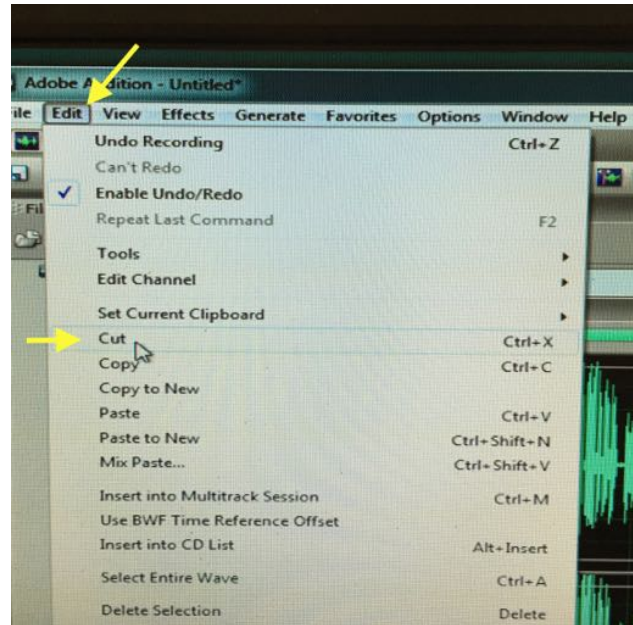 Adobe Audition - Untitled*
ile Edit View Effects Generate Favorites Options Window Help
Undo Recording Ctrl+Z
Can't Redo
Enable Undo/Redo
Fil
Repeat Last Command F2
Tools
Edit Channel
Set Current Clipboard
Cut Ctrl+X
Copy Ctrl+C
Copy to New
Paste Ctrl+V
Paste to New Ctrl+Shift+N
Mix Paste... Ctrl+Shift+V
Insert into Multitrack Session Ctrl+M
Use BWF Time Reference Offset
Insert into CD List Alt+Insert
Select Entire Wave Ctrl+A
Delete Selection Delete